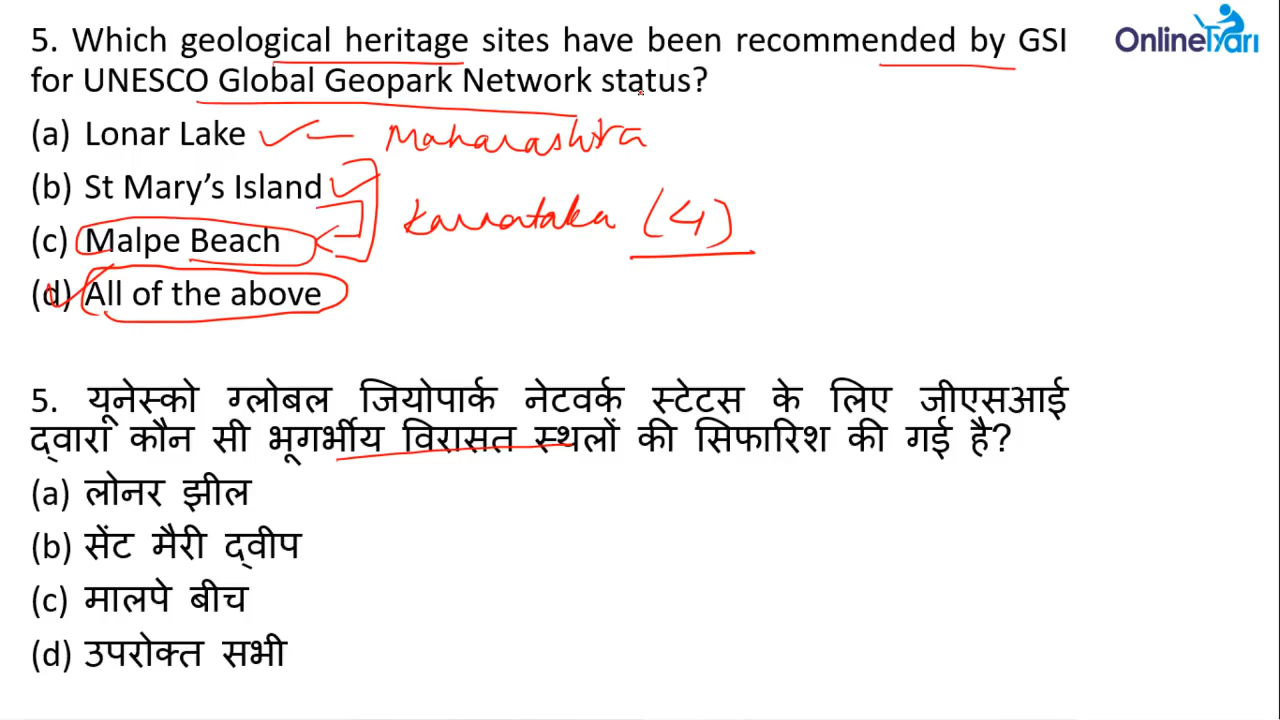 5. Which geological heritage sites have been recommended by GSI
for UNESCO Global Geopark Network status?
(a) Lonar Lake
Maharashtra
(b) St Mary's Island
Karnataka (4)
(c) Malpe Beach
(d) All of the above
OnlineTyari
5. यूनेस्को ग्लोबल जियोपार्क नेटवर्क स्टेटस के लिए जीएसआई
द्वारा कौन सी भूगर्भीय विरासत स्थलों की सिफारिश की गई है?
(a) लोनर झील
(b) सेंट मैरी द्वीप
(c) मालपे बीच
(d) उपरोक्त सभी